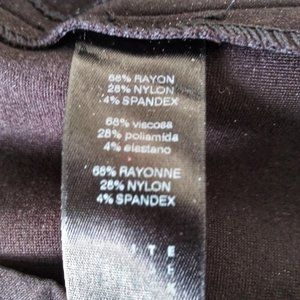 68% RAYON
28% NYLON
4% SPANDEX
68% viscosa
28% poliamida
4% elastano
68% RAYONNE
28% NYLON
4% SPANDEX